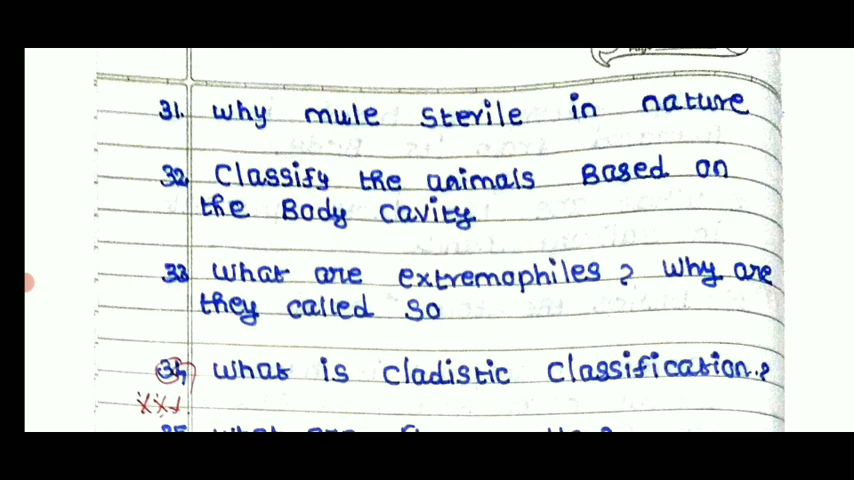 31. Why mule sterile in nature
32 Classify the animals Based on
the Body cavity.
33 what are extremophiles? Why are
they called so
34 what is cladistic classification.?